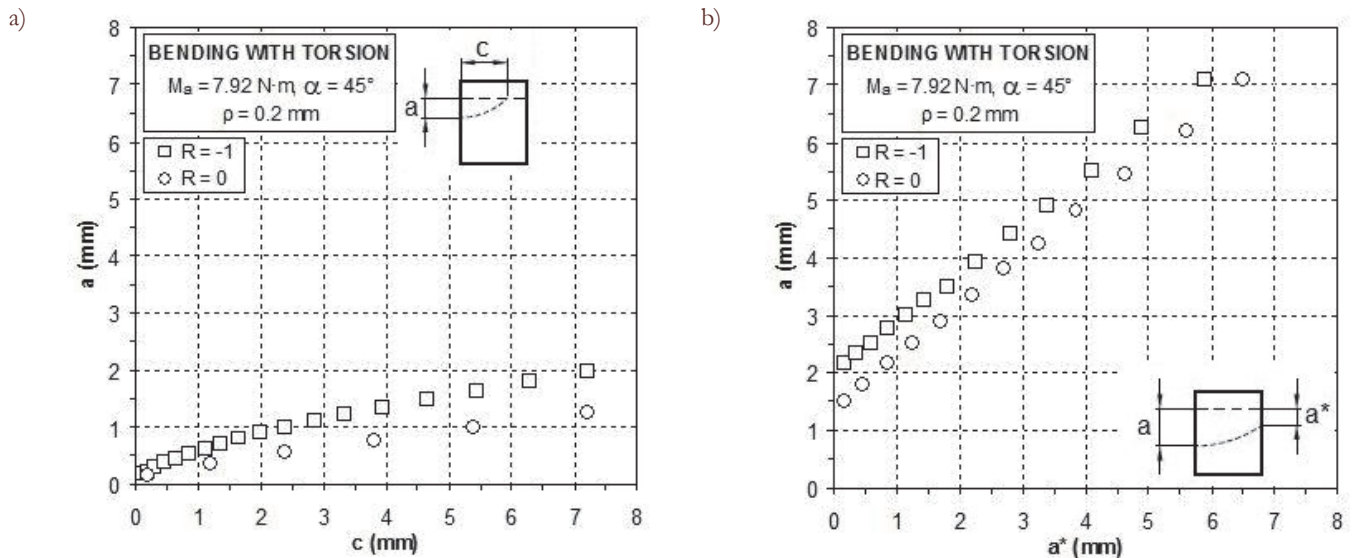 a)
BENDING WITH TORSION
Ma = 7.92 N·m, α = 45°
ρ = 0.2 mm
R = -1
R = 0
c
a
8
7
6
5
4
3
2
1
0
a (mm)
0 1 2 3 4 5 6 7 8
c (mm)
b)
BENDING WITH TORSION
Ma = 7.92 N·m, α = 45°
ρ = 0.2 mm
R = -1
R = 0
a
a*
8
7
6
5
4
3
2
1
0
a (mm)
0 1 2 3 4 5 6 7 8
a* (mm)